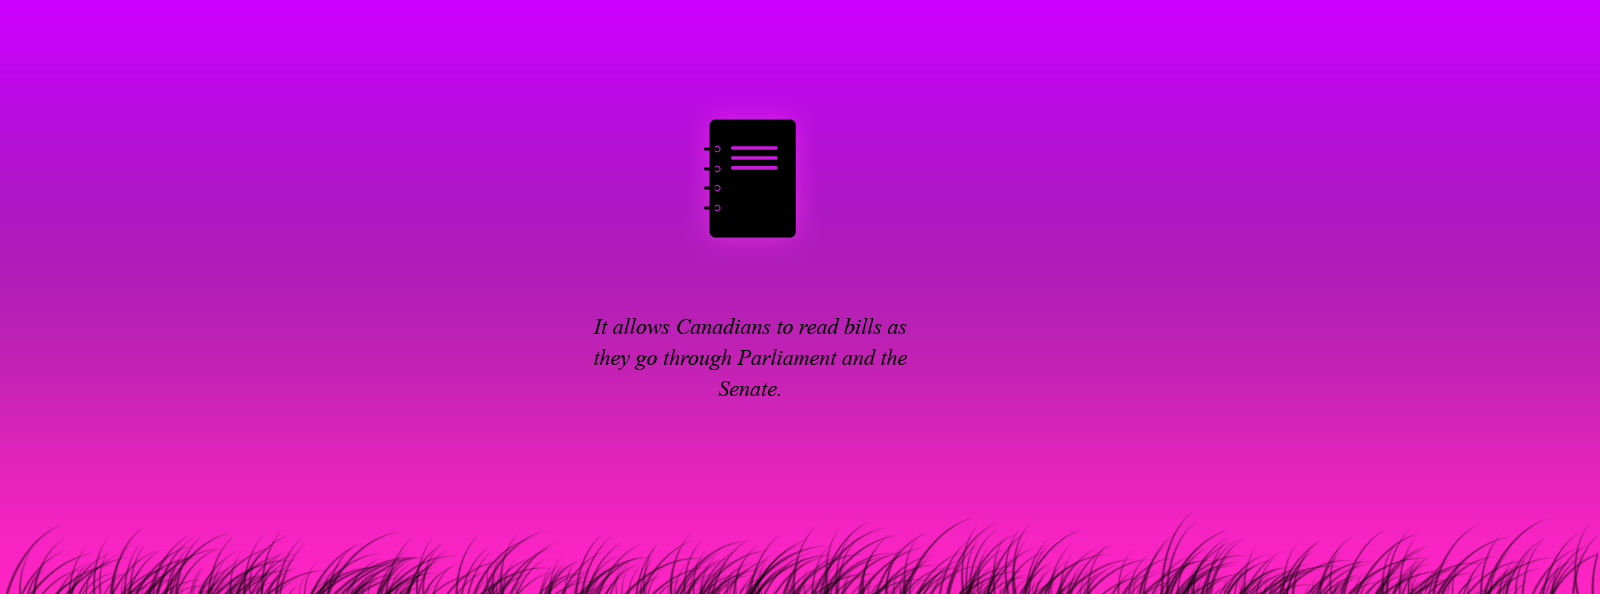 It allows Canadians to read bills as
they go through Parliament and the
Senate.